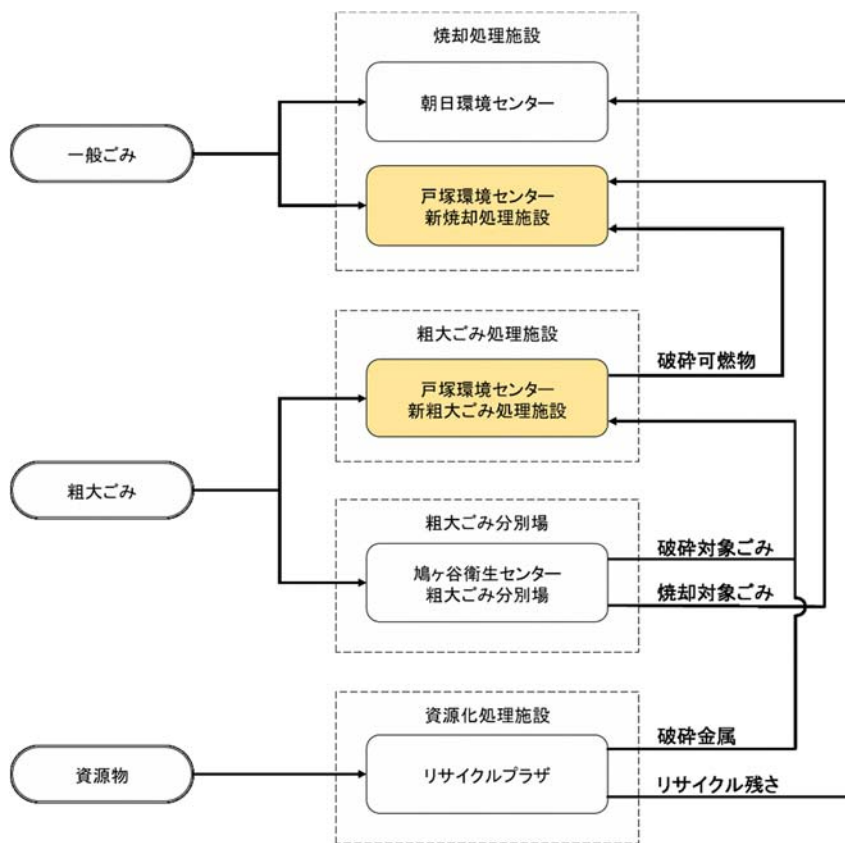 焼却処理施設
朝日環境センター
一般ごみ
戸塚環境センター
新焼却処理施設
粗大ごみ処理施設
破砕可燃物
戸塚環境センター
新粗大ごみ処理施設
粗大ごみ
粗大ごみ分別場
破砕対象ごみ
鳩ヶ谷衛生センター
粗大ごみ分別場
焼却対象ごみ
資源化処理施設
破砕金属
資源物
リサイクルプラザ
リサイクル残さ